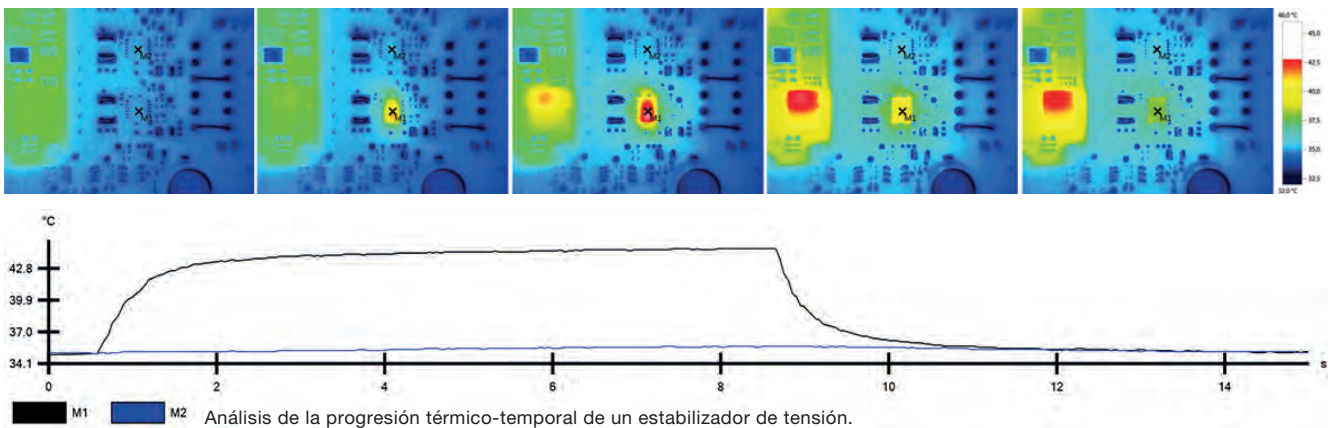 M2
M1
M2
M1
M2
M1
M2
M1
M2
M1
46,0 °C
45,0
42,5
40,0
37,5
35,0
32,5
32,0 °C
°C
42.8
39.9
37.0
34.1
0 2 4 6 8 10 12 14 s
M1 M2 Análisis de la progresión térmico-temporal de un estabilizador de tensión.